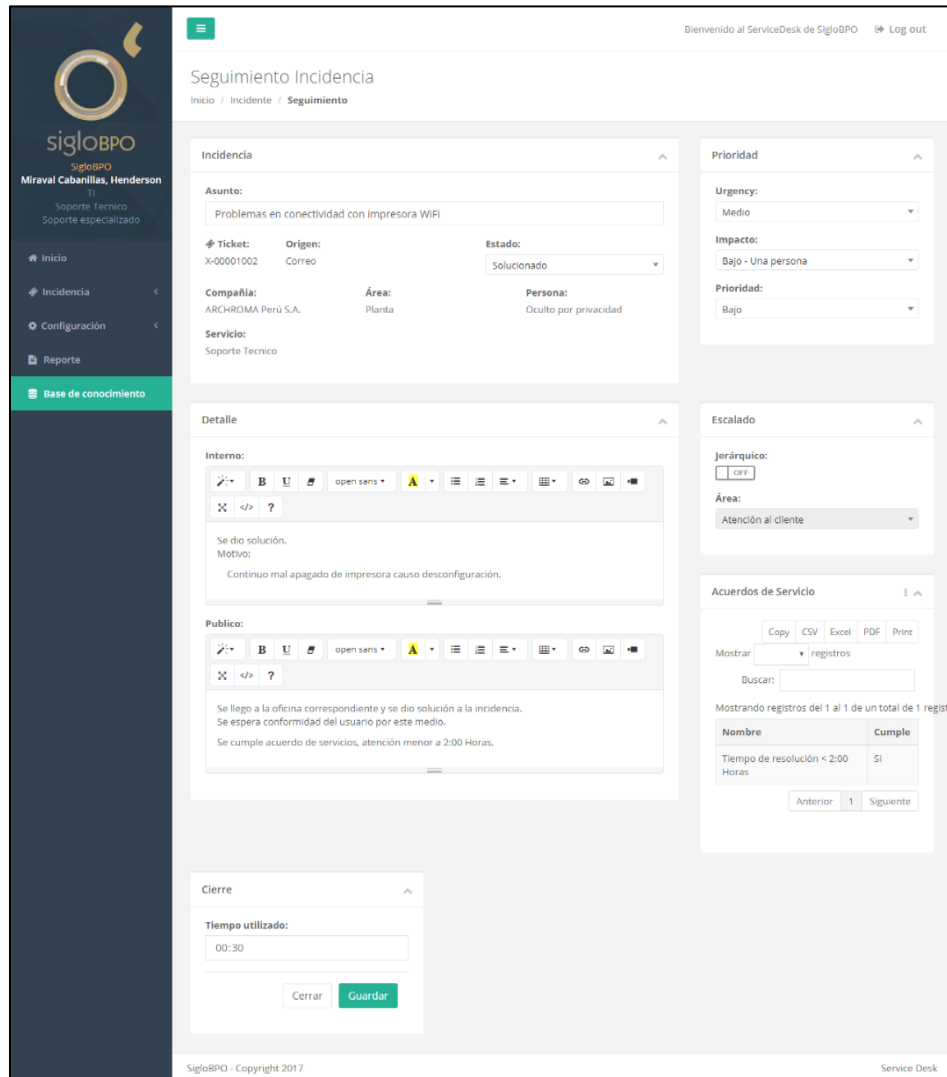 Bienvenido al ServiceDesk de SigloBPO Log out
sigloBPO
SigloBPO
Miraval Cabanillas, Henderson
TI
Soporte Tecnico
Soporte especializado
Inicio
Incidencia
Configuración
Reporte
Base de conocimiento
Seguimiento Incidencia
Inicio / Incidente / Seguimiento
Incidencia
Asunto:
Problemas en conectividad con impresora WiFi
Ticket: Origen: Estado:
X-00001002 Correo Solucionado
Compañia: Área: Persona:
ARCHROMA Perú S.A. Planta Oculto por privacidad
Servicio:
Soporte Tecnico
Prioridad
Urgency:
Medio
Impacto:
Bajo - Una persona
Prioridad:
Bajo
Detalle
Interno:
B U open sans A
</> ?
Se dio solución.
Motivo:
Continuo mal apagado de impresora causo desconfiguración.
Publico:
B U open sans A
</> ?
Se llego a la oficina correspondiente y se dio solución a la incidencia.
Se espera conformidad del usuario por este medio.
Se cumple acuerdo de servicios, atención menor a 2:00 Horas.
Escalado
Jerárquico:
OFF
Área:
Atención al cliente
Acuerdos de Servicio
Copy CSV Excel PDF Print
Mostrar registros
Buscar:
Mostrando registros del 1 al 1 de un total de 1 regist
Nombre Cumple
Tiempo de resolución < 2:00 Si
Horas
Anterior 1 Siguiente
Cierre
Tiempo utilizado:
00:30
Cerrar Guardar
SigloBPO - Copyright 2017 Service Desk